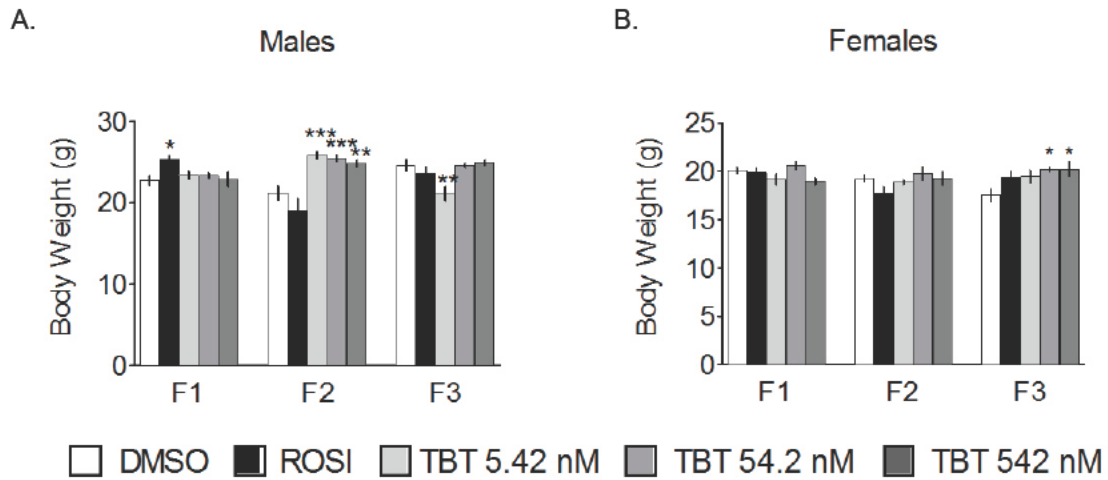 A.
Males
Body Weight (g)
30
20
10
0
*
***
***
**
**
F1
F2
F3
B.
Females
Body Weight (g)
25
20
15
10
5
0
*
*
F1
F2
F3
DMSO ROSI TBT 5.42 nM TBT 54.2 nM TBT 542 nM